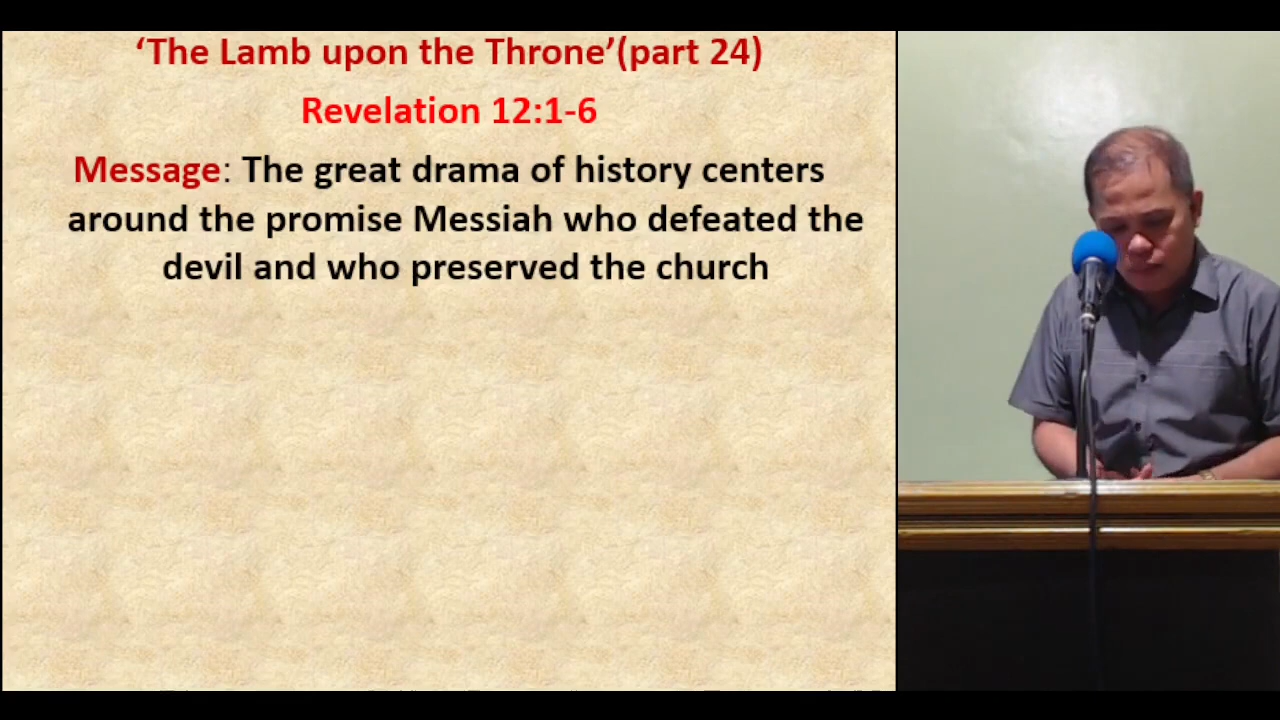 ‘The Lamb upon the Throne’(part 24)
Revelation 12:1-6
Message: The great drama of history centers
around the promise Messiah who defeated the
devil and who preserved the church